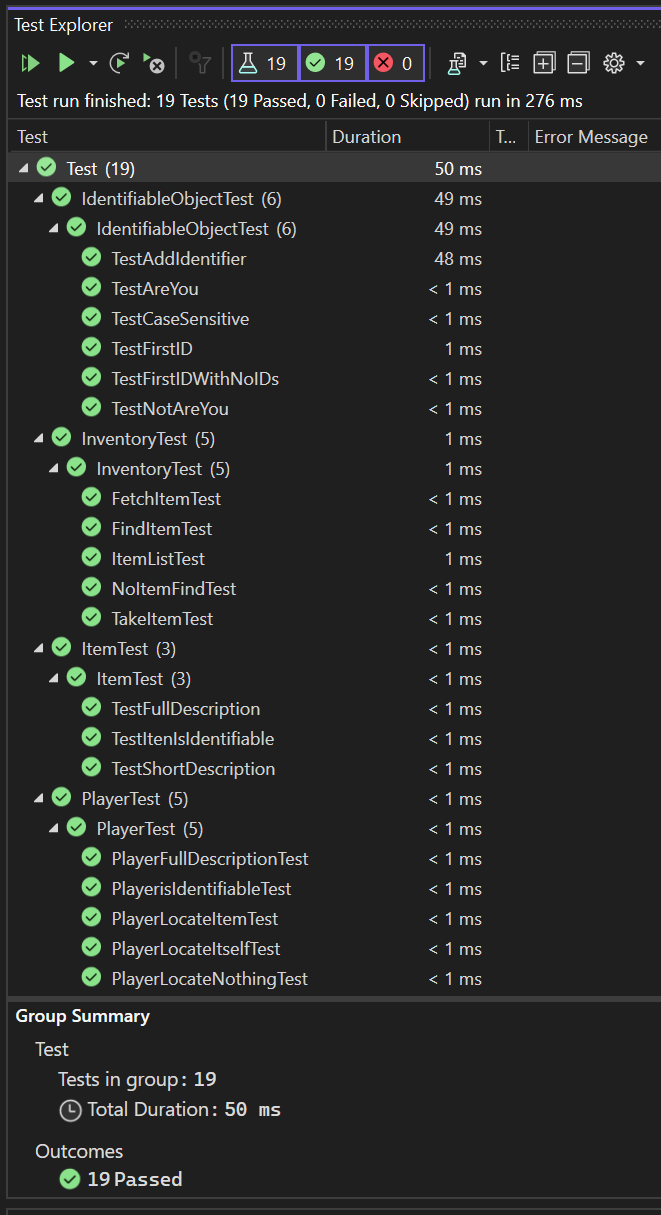 Test Explorer
19 19 0
Test run finished: 19 Tests (19 Passed, 0 Failed, 0 Skipped) run in 276 ms
Test Duration T... Error Message
Test (19) 50 ms
IdentifiableObjectTest (6) 49 ms
IdentifiableObjectTest (6) 49 ms
TestAddIdentifier 48 ms
TestAreYou < 1 ms
TestCaseSensitive < 1 ms
TestFirstID 1 ms
TestFirstIDWithNoIDs < 1 ms
TestNotAreYou < 1 ms
InventoryTest (5) 1 ms
InventoryTest (5) 1 ms
FetchItemTest < 1 ms
FindItemTest < 1 ms
ItemListTest 1 ms
NoItemFindTest < 1 ms
TakeItemTest < 1 ms
ItemTest (3) < 1 ms
ItemTest (3) < 1 ms
TestFullDescription < 1 ms
TestItenIsIdentifiable < 1 ms
TestShortDescription < 1 ms
PlayerTest (5) < 1 ms
PlayerTest (5) < 1 ms
PlayerFullDescriptionTest < 1 ms
PlayerisIdentifiableTest < 1 ms
PlayerLocateItemTest < 1 ms
PlayerLocateItselfTest < 1 ms
PlayerLocateNothingTest < 1 ms
Group Summary
Test
Tests in group: 19
Total Duration: 50 ms
Outcomes
19 Passed